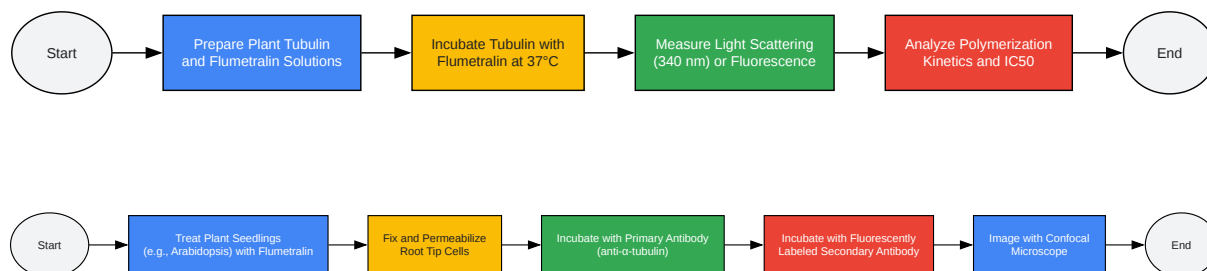 Start
Prepare Plant Tubulin
and Flumetralin Solutions
Incubate Tubulin with
Flumetralin at 37°C
Measure Light Scattering
(340 nm) or Fluorescence
Analyze Polymerization
Kinetics and IC50
End
Start
Treat Plant Seedlings
(e.g., Arabidopsis) with Flumetralin
Fix and Permeabilize
Root Tip Cells
Incubate with Primary Antibody
(anti-α-tubulin)
Incubate with Fluorescently
Labeled Secondary Antibody
Image with Confocal
Microscope
End